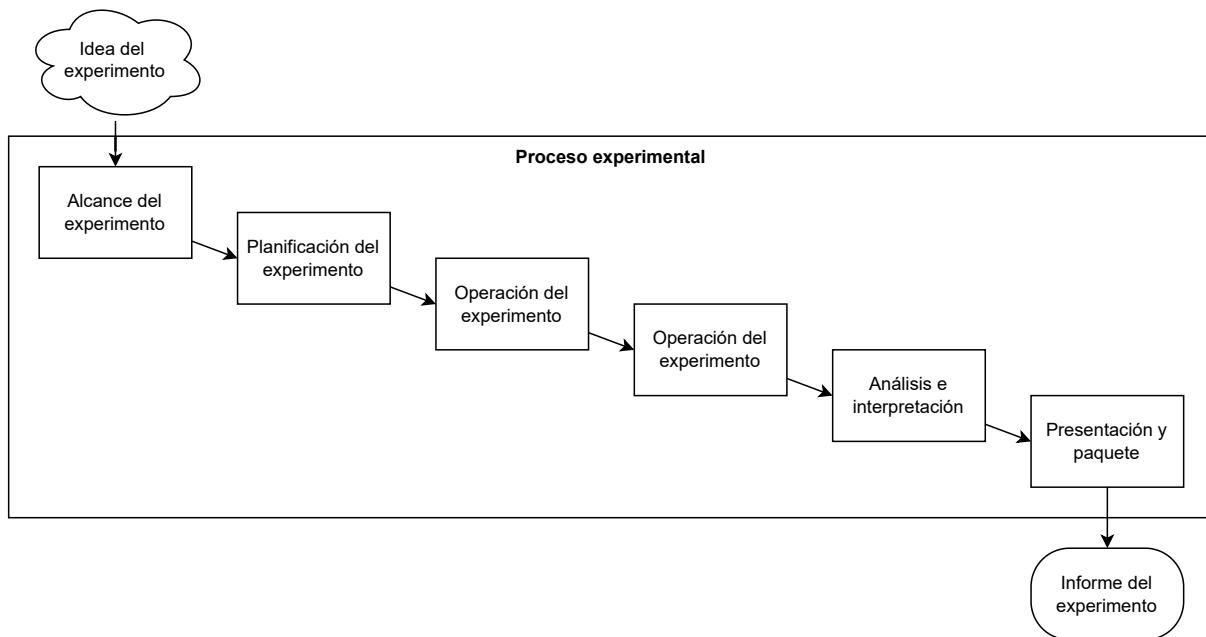 Idea del
experimento
Proceso experimental
Alcance del
experimento
Planificación del
experimento
Operación del
experimento
Operación del
experimento
Análisis e
interpretación
Presentación y
paquete
Informe del
experimento